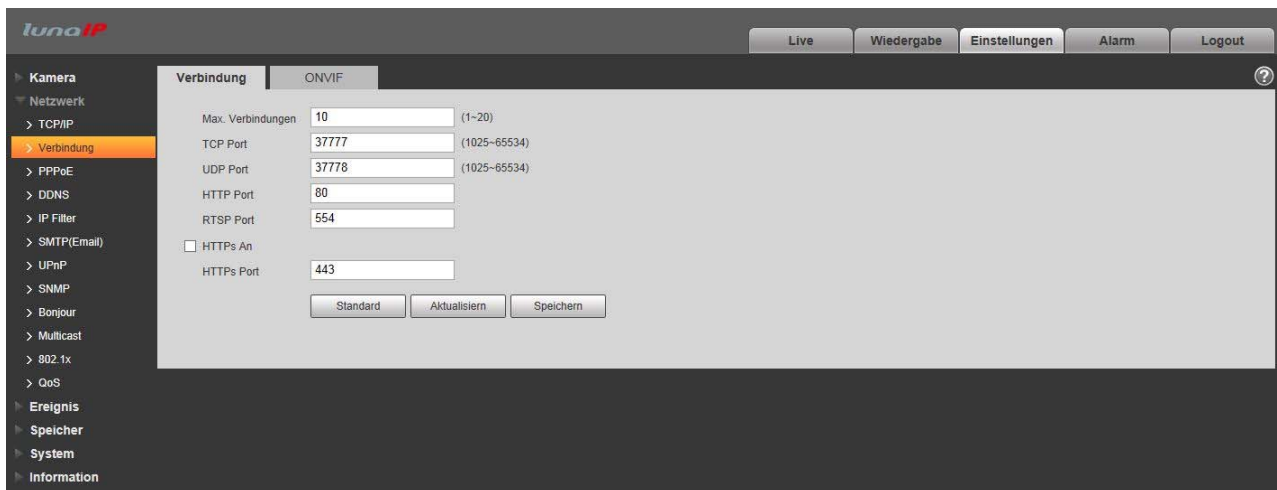 lunaIP
Live Wiedergabe Einstellungen Alarm Logout
Kamera
Netzwerk
> TCP/IP
> Verbindung
> PPPoE
> DDNS
> IP Filter
> SMTP(Email)
> UPnP
> SNMP
> Bonjour
> Multicast
> 802.1x
> QoS
Ereignis
Speicher
System
Information
Verbindung ONVIF
?
Max. Verbindungen 10 (1~20)
TCP Port 37777 (1025~65534)
UDP Port 37778 (1025~65534)
HTTP Port 80
RTSP Port 554
HTTPs An
HTTPs Port 443
Standard Aktualisiern Speichern